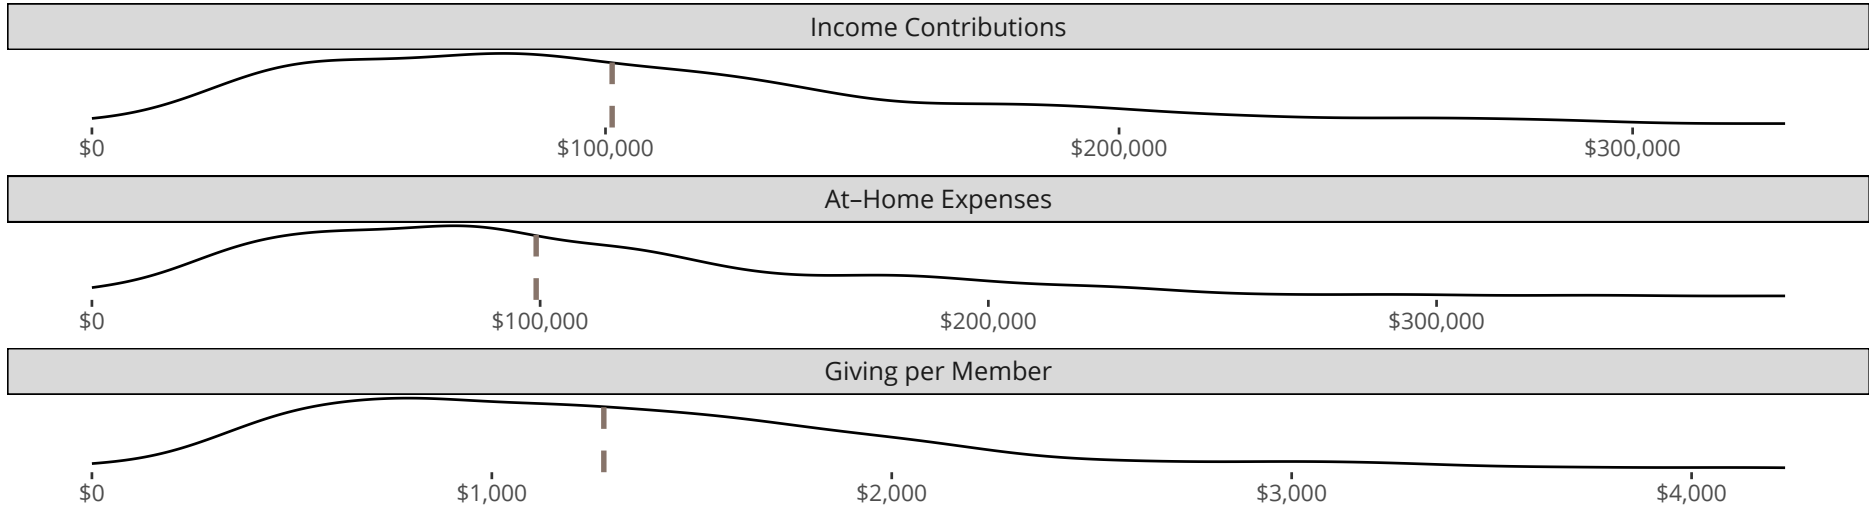 Income Contributions
$0 $100,000 $200,000 $300,000
At–Home Expenses
$0 $100,000 $200,000 $300,000
Giving per Member
$0 $1,000 $2,000 $3,000 $4,000